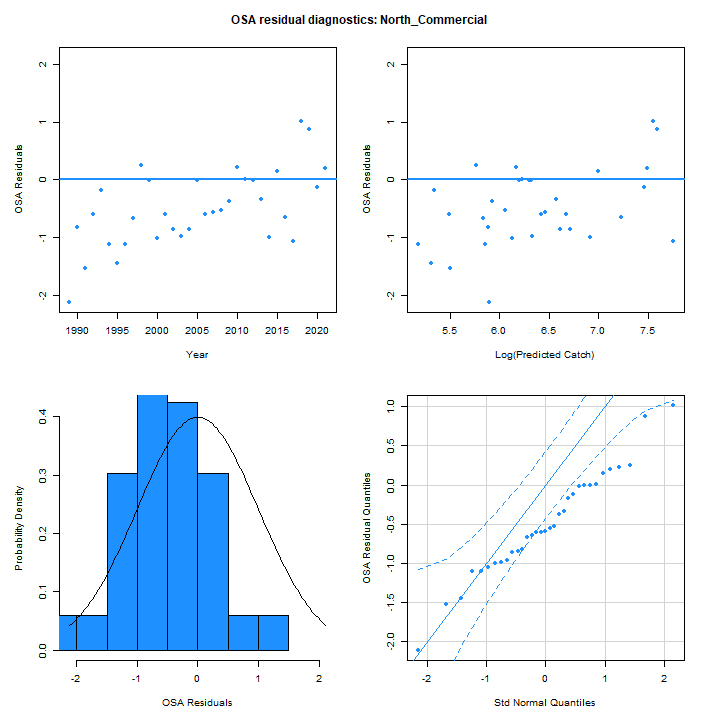 OSA residual diagnostics: North_Commercial
OSA Residuals
2
1
0
-1
-2
1990 1995 2000 2005 2010 2015 2020
Year
OSA Residuals
2
1
0
-1
-2
5.5 6.0 6.5 7.0 7.5
Log(Predicted Catch)
Probability Density
0.4
0.3
0.2
0.1
0.0
-2 -1 0 1 2
OSA Residuals
OSA Residual Quantiles
1.0
0.5
0.0
-0.5
-1.0
-1.5
-2.0
-2 -1 0 1 2
Std Normal Quantiles